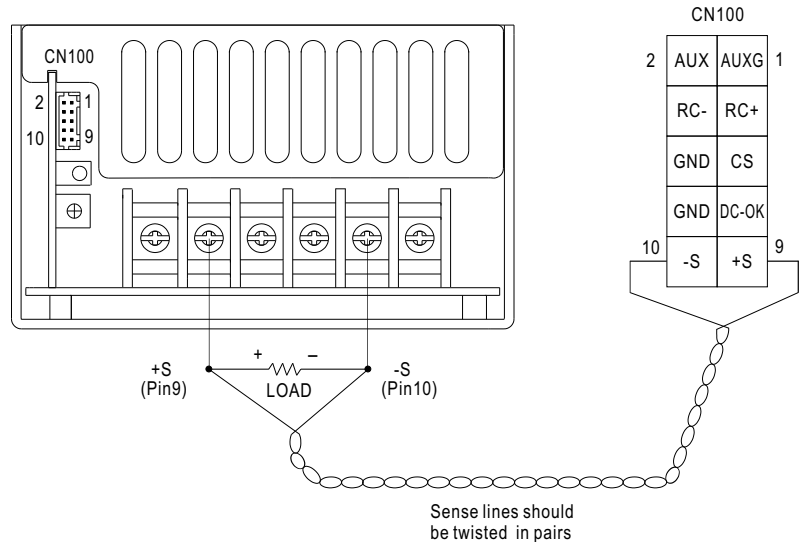 CN100
2 1
10 9
+S
(Pin9)
+ –
LOAD
-S
(Pin10)
CN100
2 AUX AUXG 1
RC- RC+
GND CS
GND DC-OK
10 -S +S 9
Sense lines should
be twisted in pairs